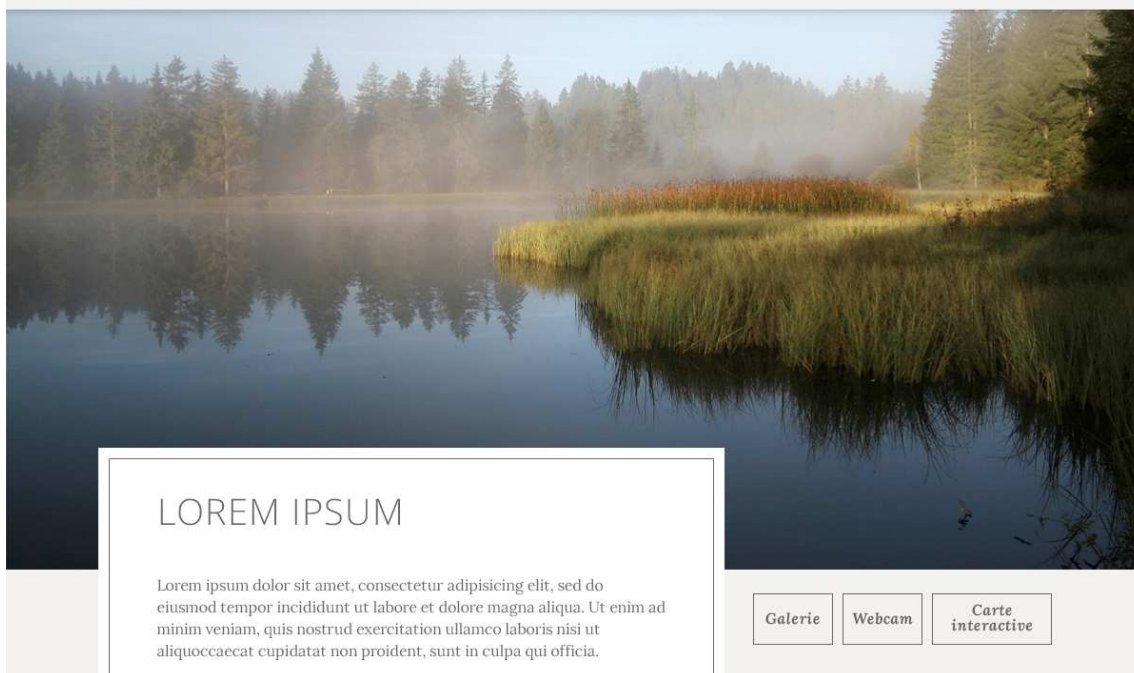 LOREM IPSUM
Lorem ipsum dolor sit amet, consectetur adipisicing elit, sed do
eiusmod tempor incididunt ut labore et dolore magna aliqua. Ut enim ad
minim veniam, quis nostrud exercitation ullamco laboris nisi ut
aliquoccaecat cupidatat non proident, sunt in culpa qui officia.
Galerie
Webcam
Carte
interactive